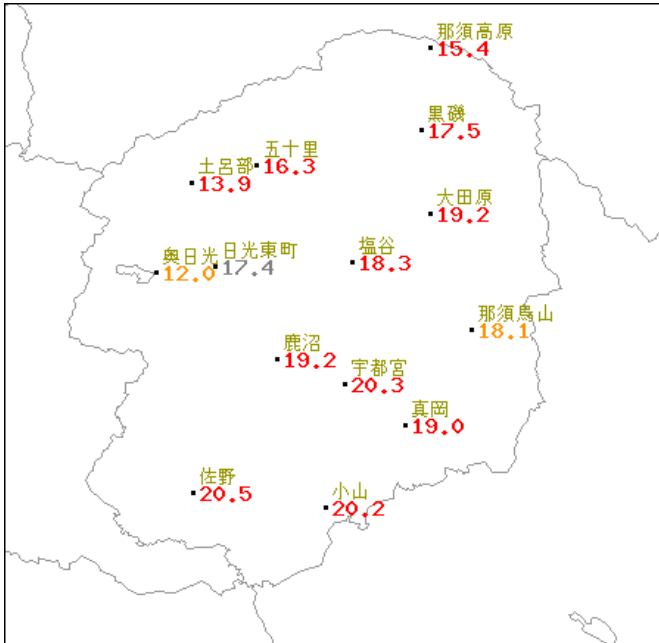 那須高原
15.4
黒磯
17.5
五十里
16.3
土呂部
13.9
大田原
19.2
塩谷
18.3
日光東町
17.4
奥日光
12.0
那須烏山
18.1
鹿沼
19.2
宇都宮
20.3
真岡
19.0
佐野
20.5
小山
20.2